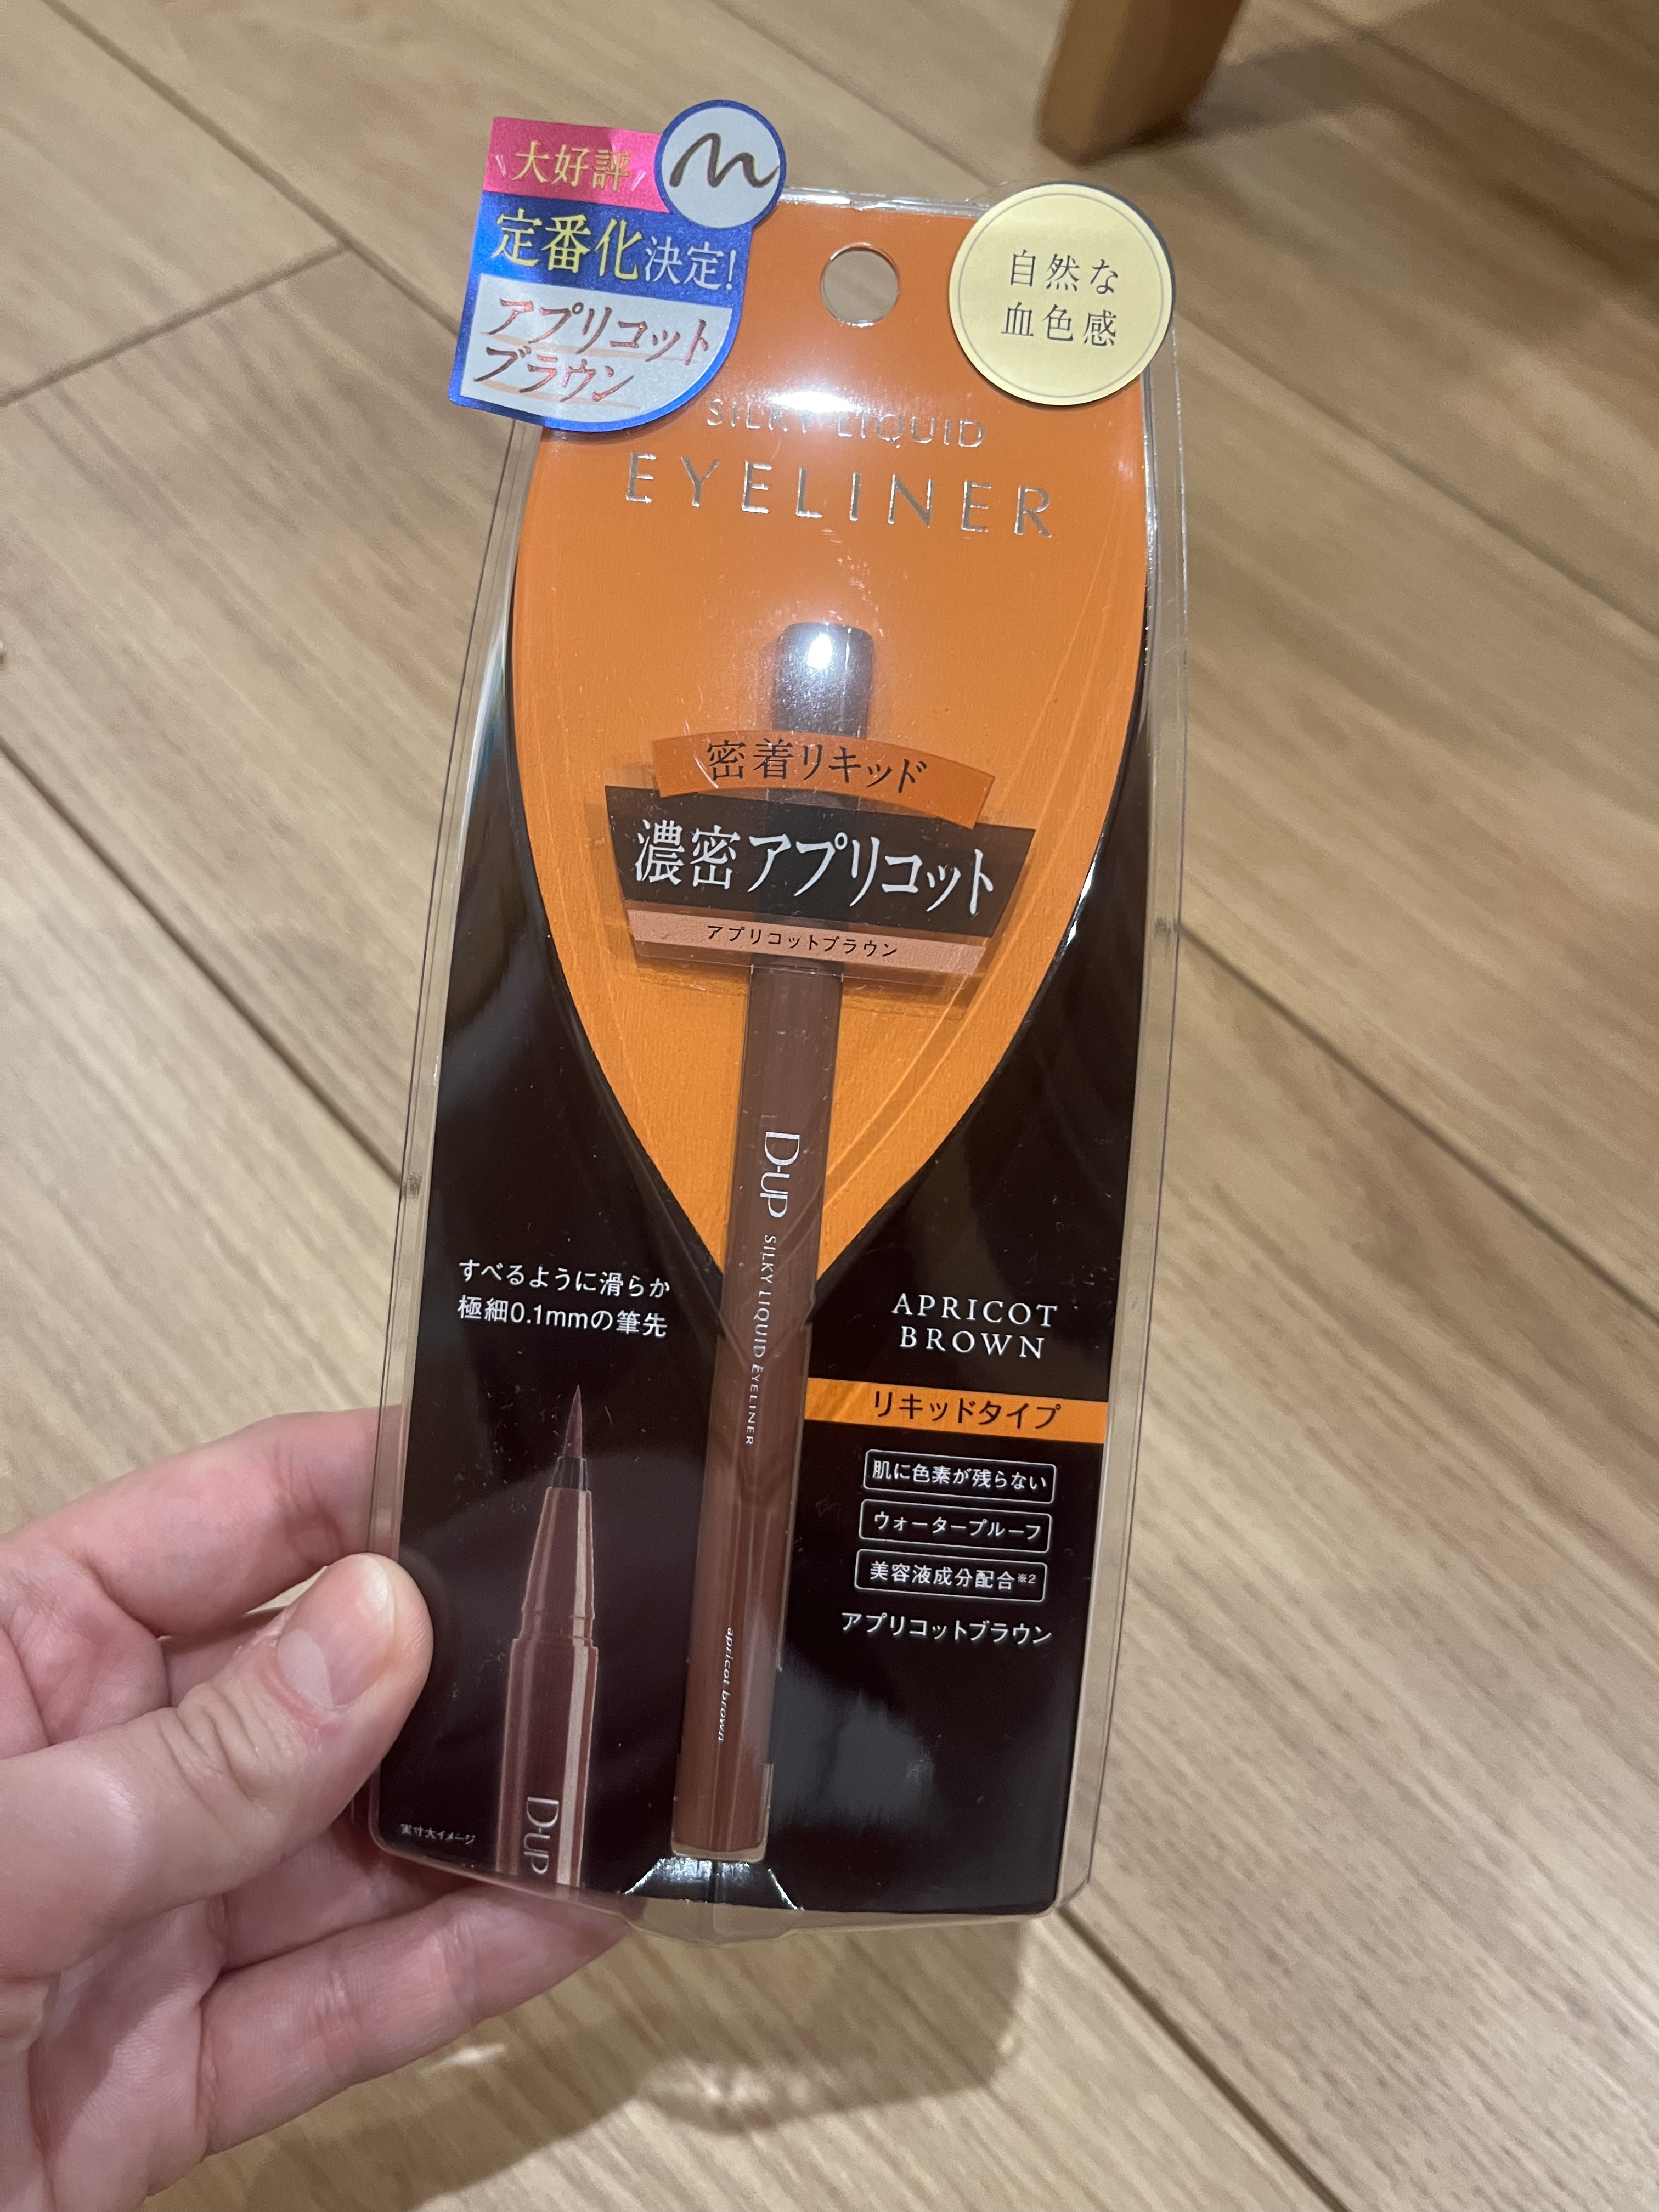 大好評
定番化決定!
アプリコット
ブラウン
自然な
血色感
SILKY LIQUID
EYELINER
密着リキッド
濃密アプリコット
アプリコットブラウン
D-UP SILKY LIQUID EYELINER
apricot brown
すべるように滑らか
極細0.1mmの筆先
D-UP
実寸大イメージ
APRICOT
BROWN
リキッドタイプ
肌に色素が残らない
ウォータープルーフ
美容液成分配合※2
アプリコットブラウン